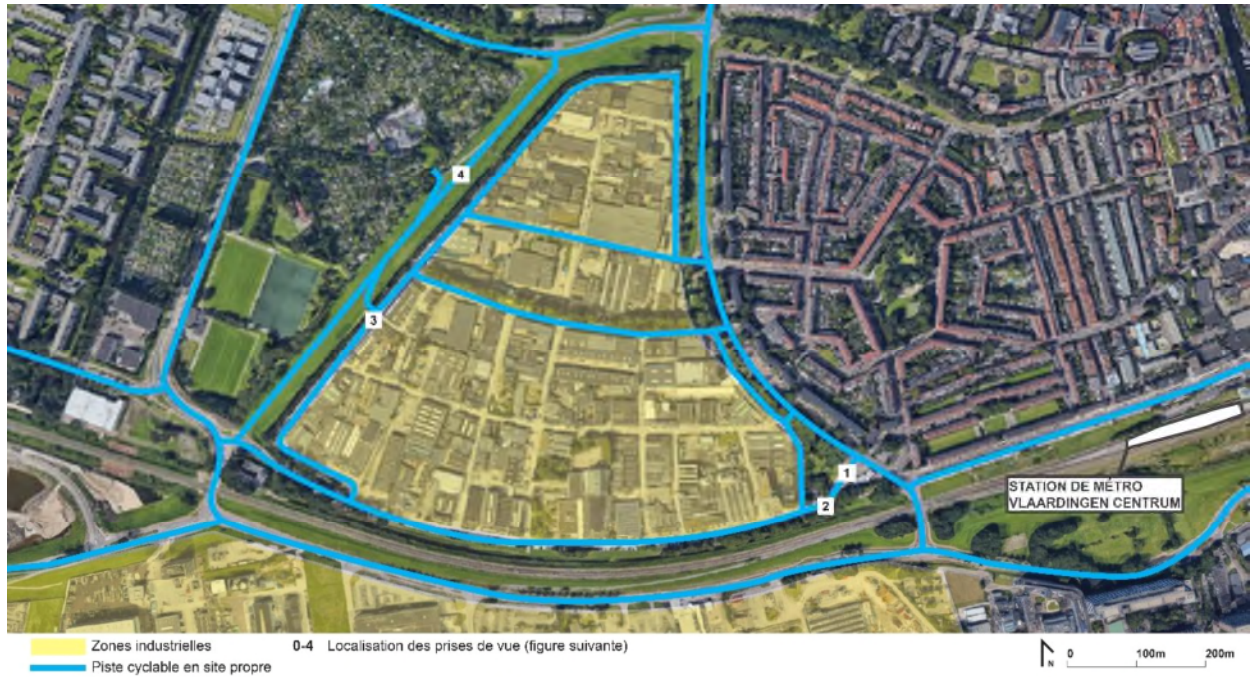 4
3
1
2
STATION DE MÉTRO
VLAARDINGEN CENTRUM
Zones industrielles
0-4 Localisation des prises de vue (figure suivante)
Piste cyclable en site propre
N
0 100m 200m